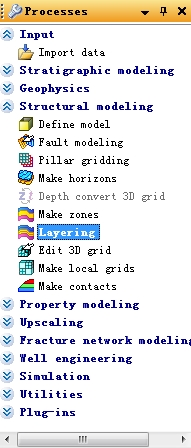 Processes
Input
Import data
Stratigraphic modeling
Geophysics
Structural modeling
Define model
Fault modeling
Pillar gridding
Make horizons
Depth convert 3D grid
Make zones
Layering
Edit 3D grid
Make local grids
Make contacts
Property modeling
Upscaling
Fracture network modeling
Well engineering
Simulation
Utilities
Plug-ins